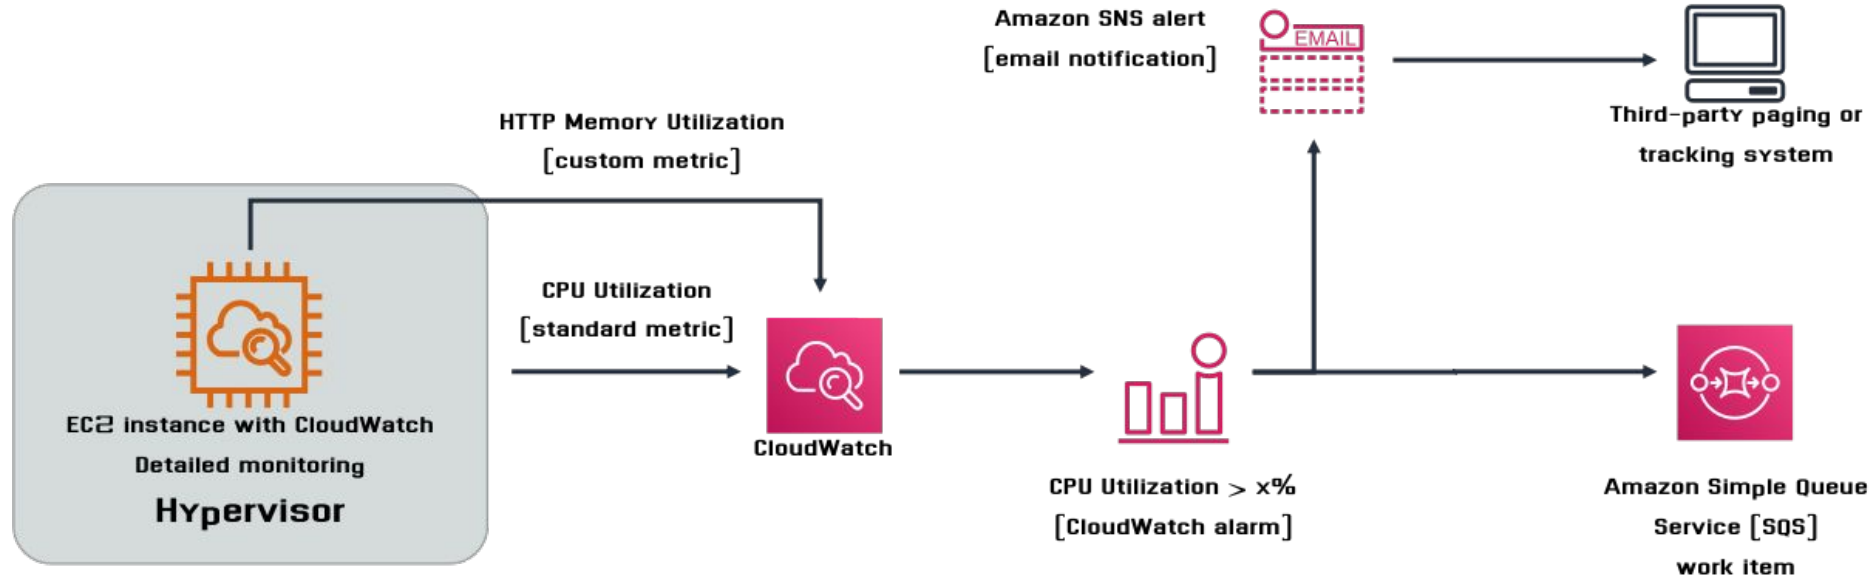 Amazon SNS alert
[email notification]
EMAIL
Third-party paging or
tracking system
HTTP Memory Utilization
[custom metric]
CPU Utilization
[standard metric]
EC2 instance with CloudWatch
Detailed monitoring
Hypervisor
CloudWatch
CPU Utilization > x%
[CloudWatch alarm]
Amazon Simple Queue
Service [SQS]
work item